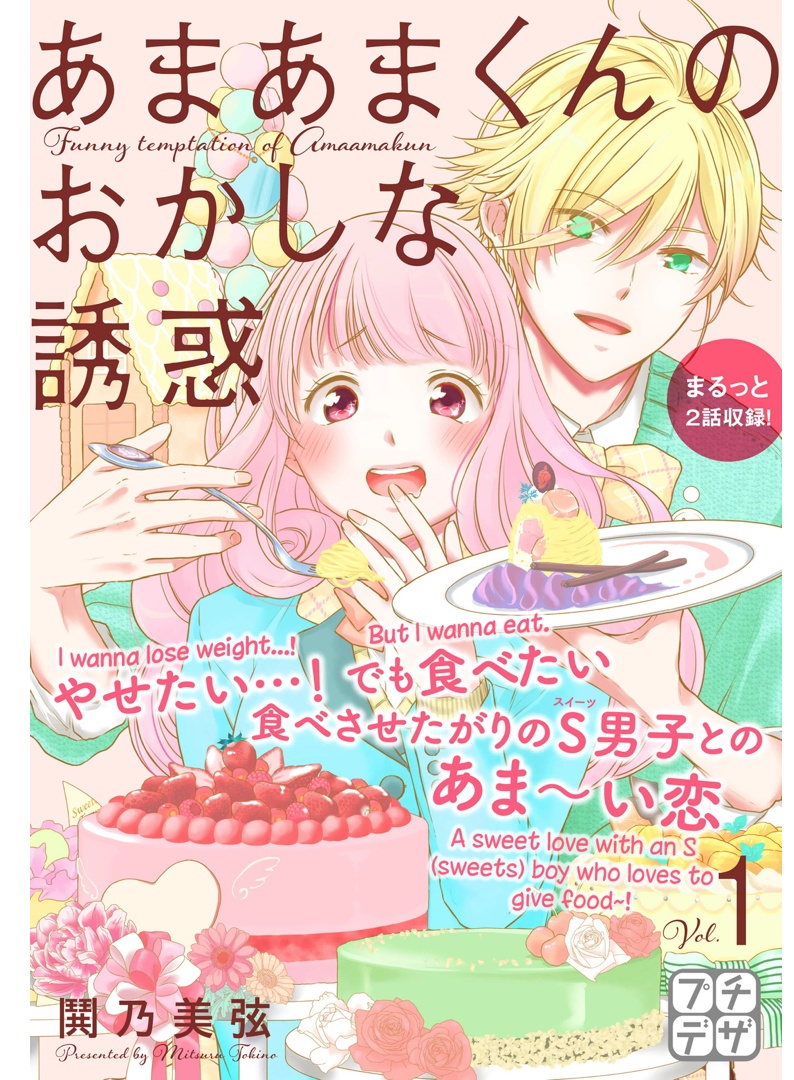 あまあまくんの
Funny temptation of Amaamakun
おかしな
誘惑
まるっと
2話収録!
I wanna lose weight...!
But I wanna eat.
やせたい…! でも食べたい
スイーツ
食べさせたがりのS男子との
あま〜い恋
A sweet love with an S
(sweets) boy who loves to
give food~!
Sweet
Vol. 1
鬨乃美弦
Presented by Mitsuru Tokino
プチ
デザ